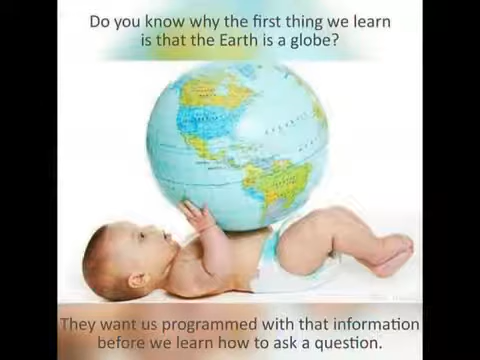 Do you know why the first thing we learn
is that the Earth is a globe?
They want us programmed with that information
before we learn how to ask a question.